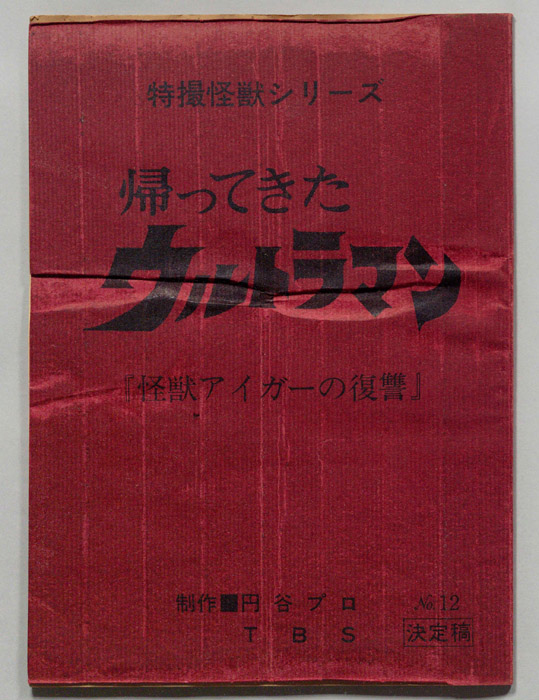 特撮怪獣シリーズ
帰ってきた
ウルトラマン
『怪獣アイガーの復讐』
制作■円谷プロ No.12
TBS 決定稿